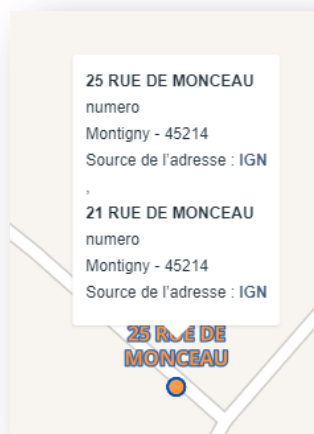 25 RUE DE MONCEAU
numero
Montigny - 45214
Source de l'adresse : IGN
,
21 RUE DE MONCEAU
numero
Montigny - 45214
Source de l'adresse : IGN
25 RUE DE
MONCEAU